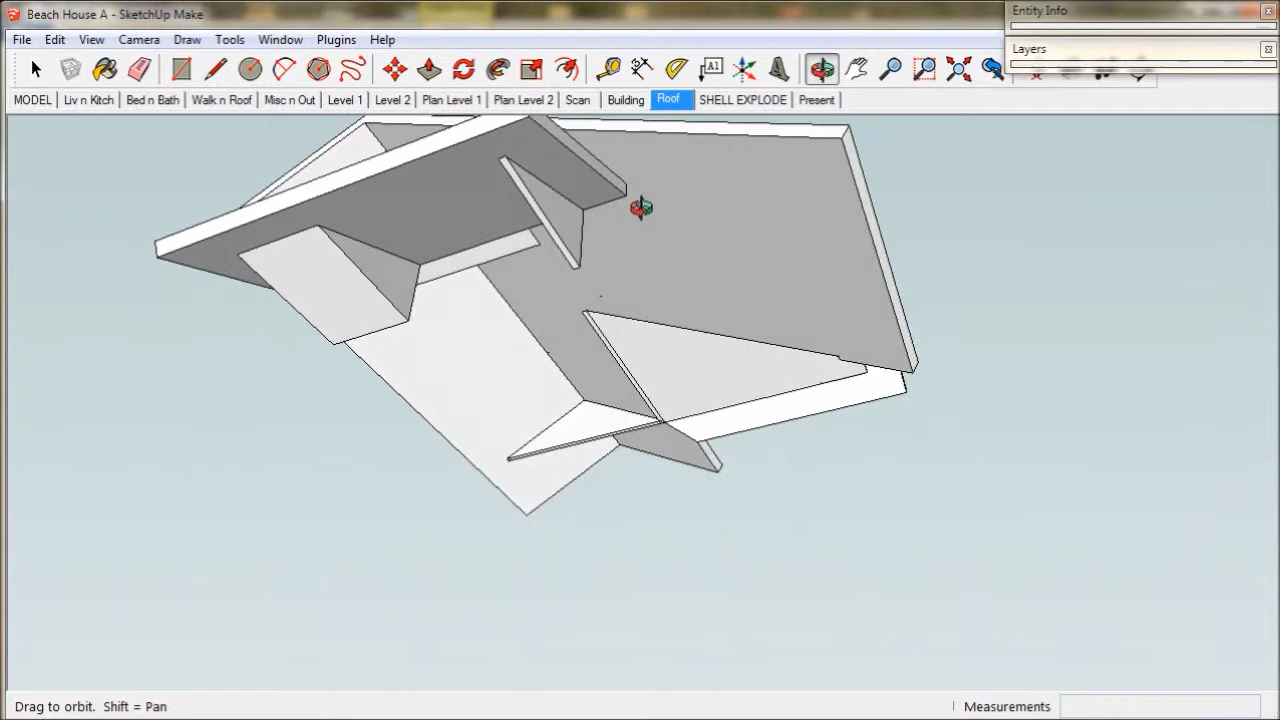 Beach House A - SketchUp Make
Entity Info
File Edit View Camera Draw Tools Window Plugins Help
Layers
A1
MODEL Liv n Kitch Bed n Bath Walk n Roof Misc n Out Level 1 Level 2 Plan Level 1 Plan Level 2 Scan Building Roof SHELL EXPLODE Present
Drag to orbit. Shift = Pan
Measurements